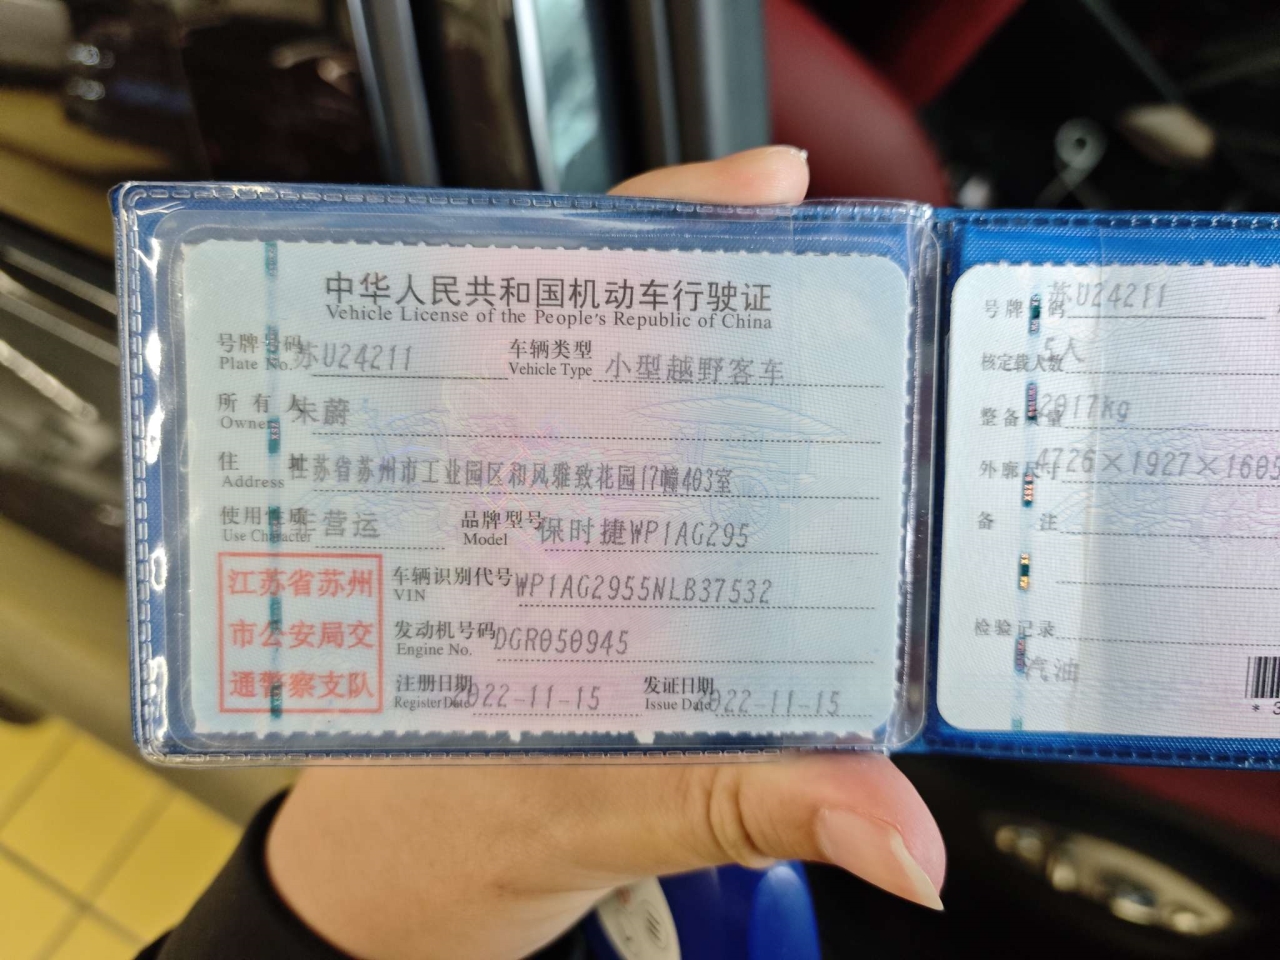 中华人民共和国机动车行驶证
Vehicle License of the People's Republic of China
号牌号码 苏U24211 车辆类型 小型越野客车
Plate No. Vehicle Type
所有人 朱蔚
Owner
住址 江苏省苏州市工业园区和风雅致花园17幢403室
Address
使用性质 非营运 品牌型号 保时捷WP1AG295
Use Character Model
江苏省苏州
市公安局交
通警察支队
车辆识别代号 WP1AG2955NLB37532
VIN
发动机号码 DGR050945
Engine No.
注册日期 2022-11-15 发证日期 2022-11-15
Register Date Issue Date
号牌号码 苏U24211
核定载人数 5人
整备质量 2017kg
外廓尺寸 4726×1927×1605
备注
检验记录
汽油
* 3